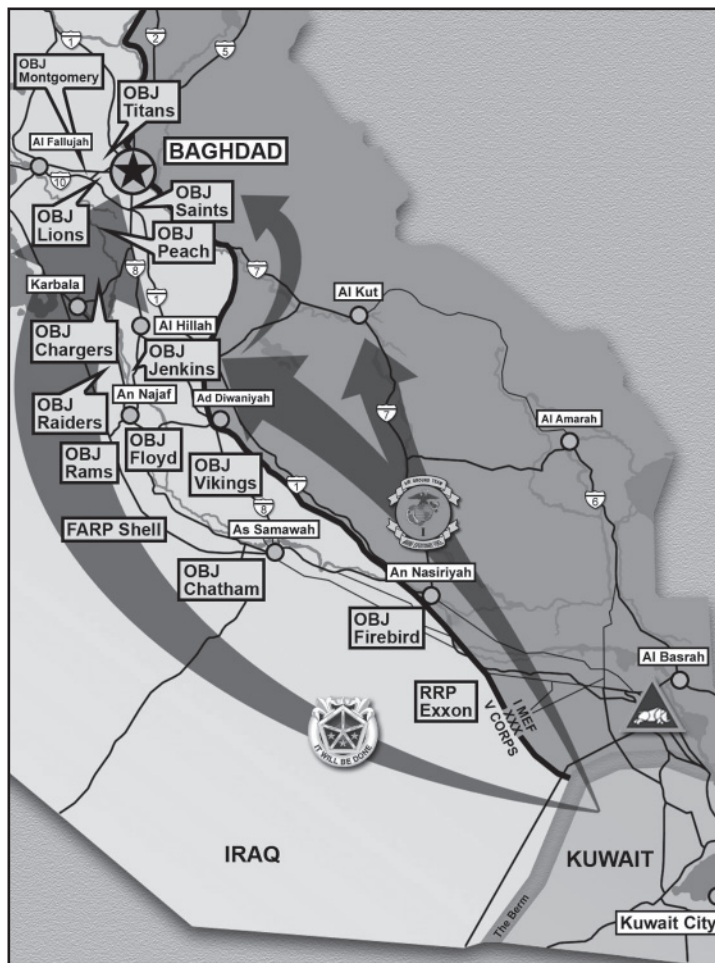 1
2
5
OBJ
Montgomery
OBJ
Titans
Al Fallujah
BAGHDAD
10
OBJ
Lions
OBJ
Saints
OBJ
Peach
Karbala
8
7
1
Al Kut
OBJ
Chargers
Al Hillah
OBJ
Jenkins
OBJ
Raiders
An Najaf
Ad Diwaniyah
7
Al Amarah
OBJ
Rams
OBJ
Floyd
OBJ
Vikings
1
6
8
FARP Shell
As Samawah
OBJ
Chatham
An Nasiriyah
OBJ
Firebird
Al Basrah
RRP
Exxon
I MEF
XXX
V CORPS
IT WILL BE DONE
IRAQ
KUWAIT
The Berm
Kuwait City